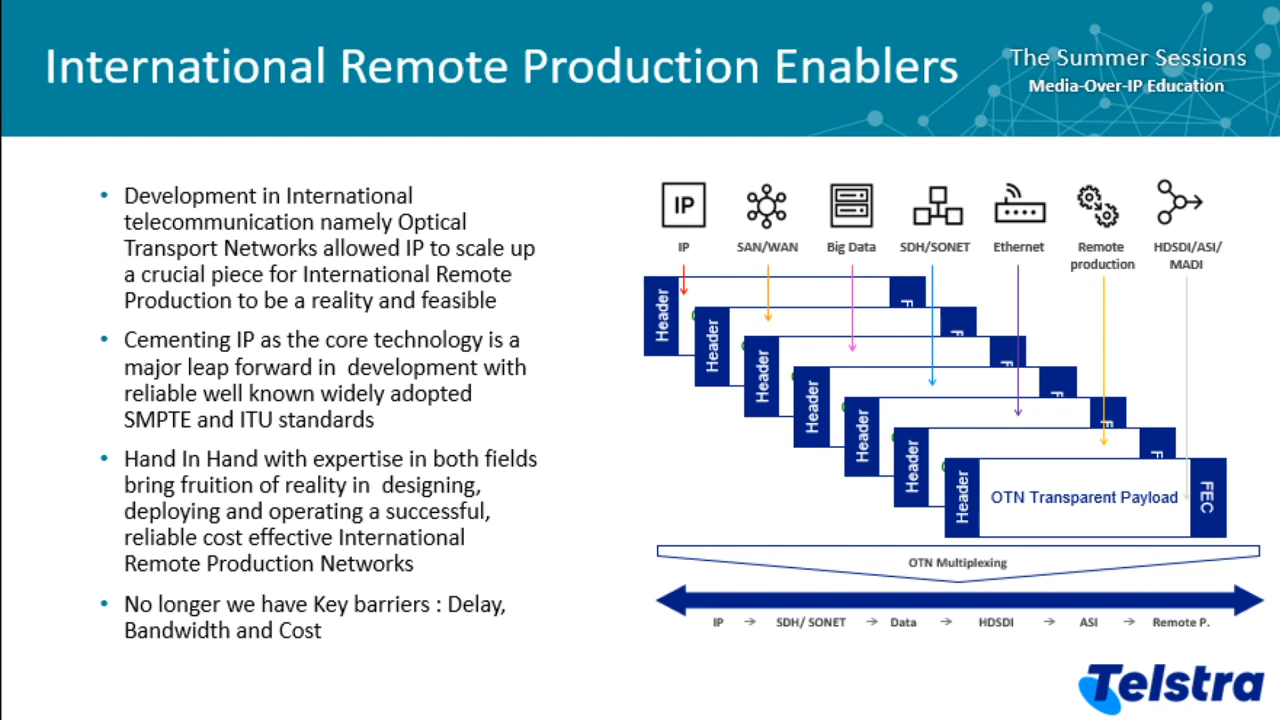 International Remote Production Enablers
The Summer Sessions
Media-Over-IP Education
• Development in International
telecommunication namely Optical
Transport Networks allowed IP to scale up
a crucial piece for International Remote
Production to be a reality and feasible
• Cementing IP as the core technology is a
major leap forward in development with
reliable well known widely adopted
SMPTE and ITU standards
• Hand In Hand with expertise in both fields
bring fruition of reality in designing,
deploying and operating a successful,
reliable cost effective International
Remote Production Networks
• No longer we have Key barriers : Delay,
Bandwidth and Cost
IP
IP
SAN/WAN
Big Data
SDH/SONET
Ethernet
Remote
production
HDSDI/ASI/
MADI
Header
F
Header
F
Header
F
Header
F
Header
F
Header
F
Header
OTN Transparent Payload
FEC
OTN Multiplexing
IP → SDH/ SONET → Data → HDSDI → ASI → Remote P.
Telstra